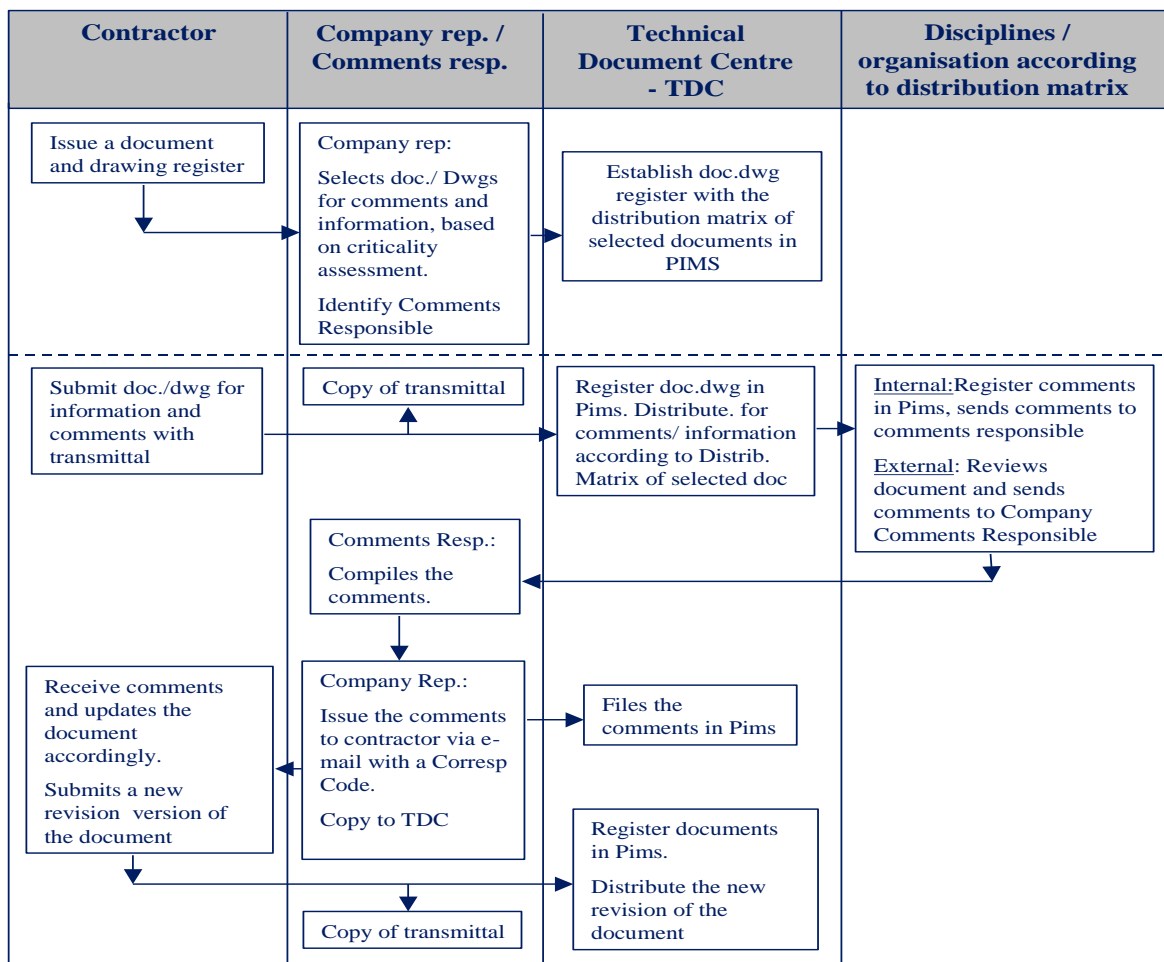 Contractor
Company rep. /
Comments resp.
Technical
Document Centre
- TDC
Disciplines /
organisation according
to distribution matrix
Issue a document
and drawing register
Company rep:
Selects doc./ Dwgs
for comments and
information, based
on criticality
assessment.
Identify Comments
Responsible
Establish doc.dwg
register with the
distribution matrix of
selected documents in
PIMS
Submit doc./dwg for
information and
comments with
transmittal
Copy of transmittal
Register doc.dwg in
Pims. Distribute. for
comments/ information
according to Distrib.
Matrix of selected doc
Internal:Register comments
in Pims, sends comments to
comments responsible
External: Reviews
document and sends
comments to Company
Comments Responsible
Comments Resp.:
Compiles the
comments.
Receive comments
and updates the
document
accordingly.
Submits a new
revision version of
the document
Company Rep.:
Issue the comments
to contractor via e-
mail with a Corresp
Code.
Copy to TDC
Files the
comments in Pims
Register documents
in Pims.
Distribute the new
revision of the
document
Copy of transmittal